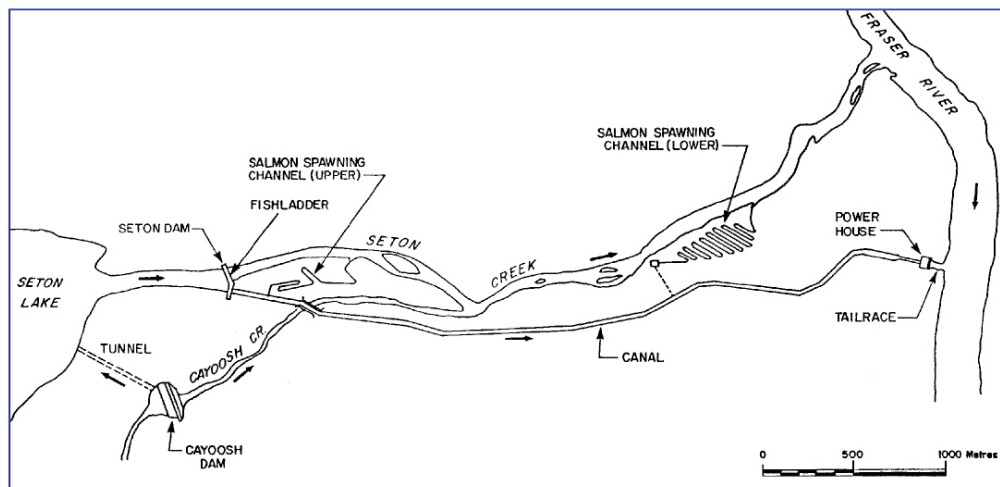 FRASER
RIVER
SALMON SPAWNING
CHANNEL (LOWER)
SALMON SPAWNING
CHANNEL (UPPER)
FISHLADDER
SETON DAM
SETON
CREEK
POWER
HOUSE
SETON
LAKE
TAILRACE
TUNNEL
CAYOOSH CR.
CANAL
CAYOOSH
DAM
0 500 1000 Metres